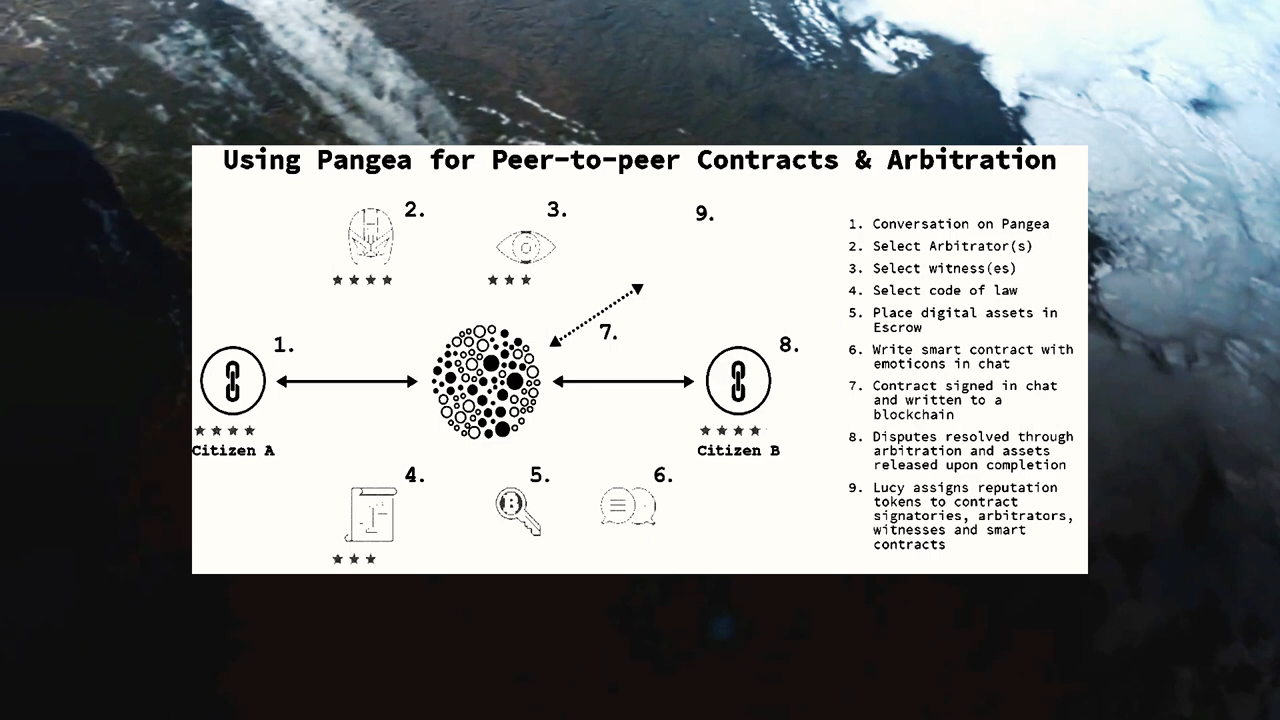 Using Pangea for Peer-to-peer Contracts & Arbitration
2.
3.
9.
7.
1.
8.
Citizen A
Citizen B
4.
5.
6.
B
1. Conversation on Pangea
2. Select Arbitrator(s)
3. Select witness(es)
4. Select code of law
5. Place digital assets in
Escrow
6. Write smart contract with
emoticons in chat
7. Contract signed in chat
and written to a
blockchain
8. Disputes resolved through
arbitration and assets
released upon completion
9. Lucy assigns reputation
tokens to contract
signatories, arbitrators,
witnesses and smart
contracts